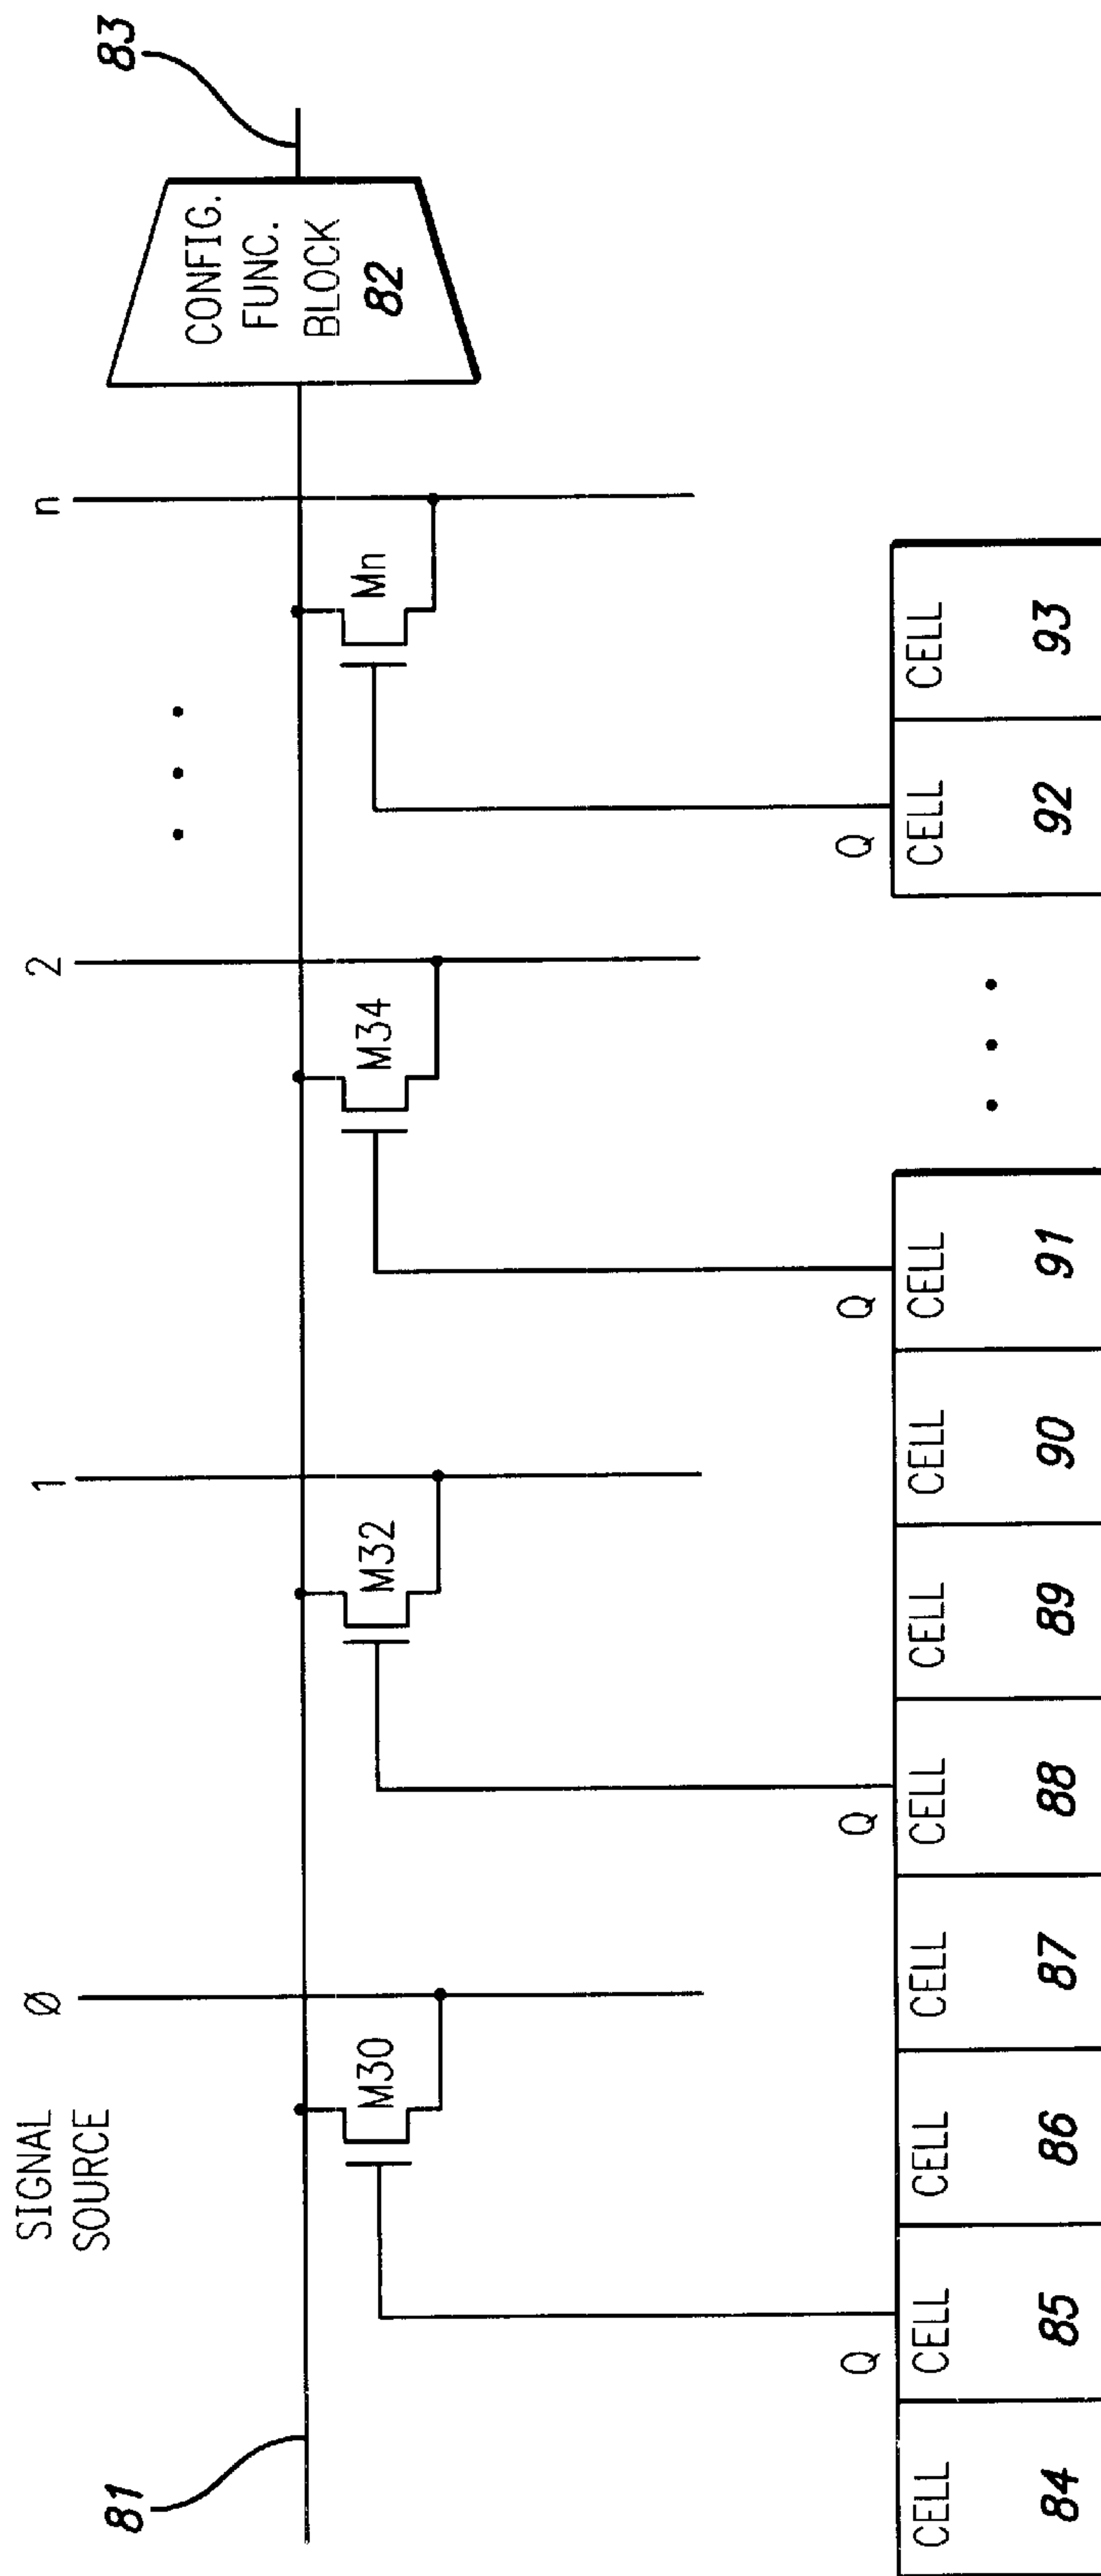 SIGNAL
SOURCE
Ø
1
2
n
81
83
CONFIG.
FUNC.
BLOCK
82
M30
M32
M34
Mn
Q
Q
Q
Q
CELL
84
CELL
85
CELL
86
CELL
87
CELL
88
CELL
89
CELL
90
CELL
91
CELL
92
CELL
93